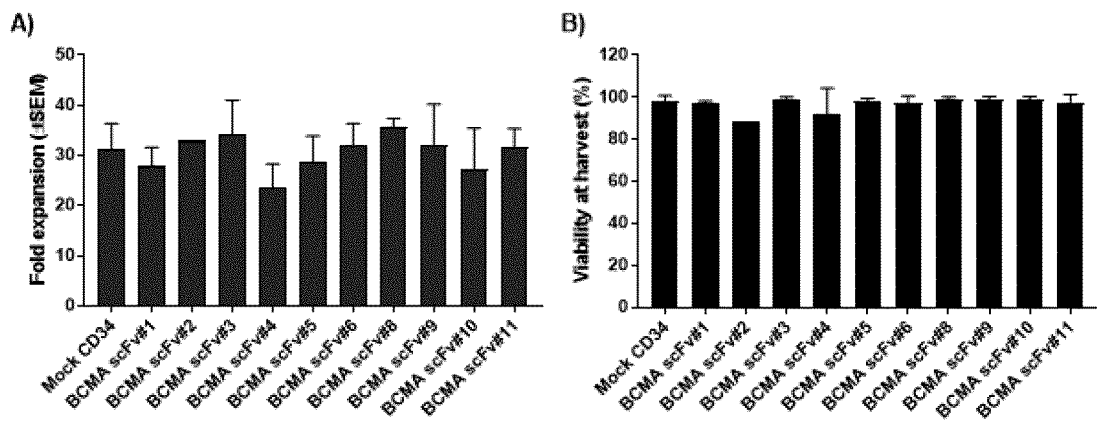 A)
Fold expansion (±SEM)
50
40
30
20
10
0
Mock CD34
BCMA scFv#1
BCMA scFv#2
BCMA scFv#3
BCMA scFv#4
BCMA scFv#5
BCMA scFv#6
BCMA scFv#8
BCMA scFv#9
BCMA scFv#10
BCMA scFv#11
B)
Viability at harvest (%)
120
100
80
60
40
20
0
Mock CD34
BCMA scFv#1
BCMA scFv#2
BCMA scFv#3
BCMA scFv#4
BCMA scFv#5
BCMA scFv#6
BCMA scFv#8
BCMA scFv#9
BCMA scFv#10
BCMA scFv#11